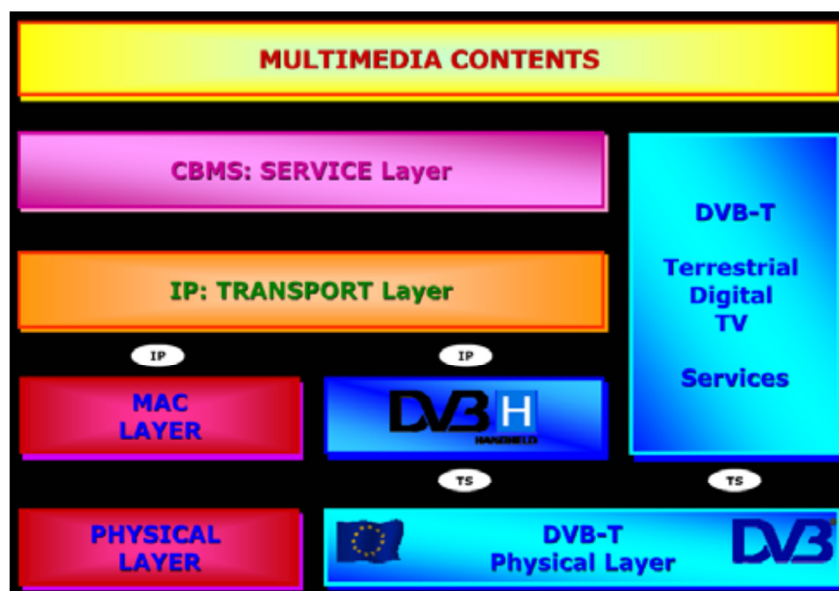 MULTIMEDIA CONTENTS
CBMS: SERVICE Layer
IP: TRANSPORT Layer
DVB-T
Terrestrial
Digital
TV
Services
IP
IP
MAC
LAYER
DVB H
HANDHELD
TS
TS
PHYSICAL
LAYER
DVB-T
Physical Layer
DVB